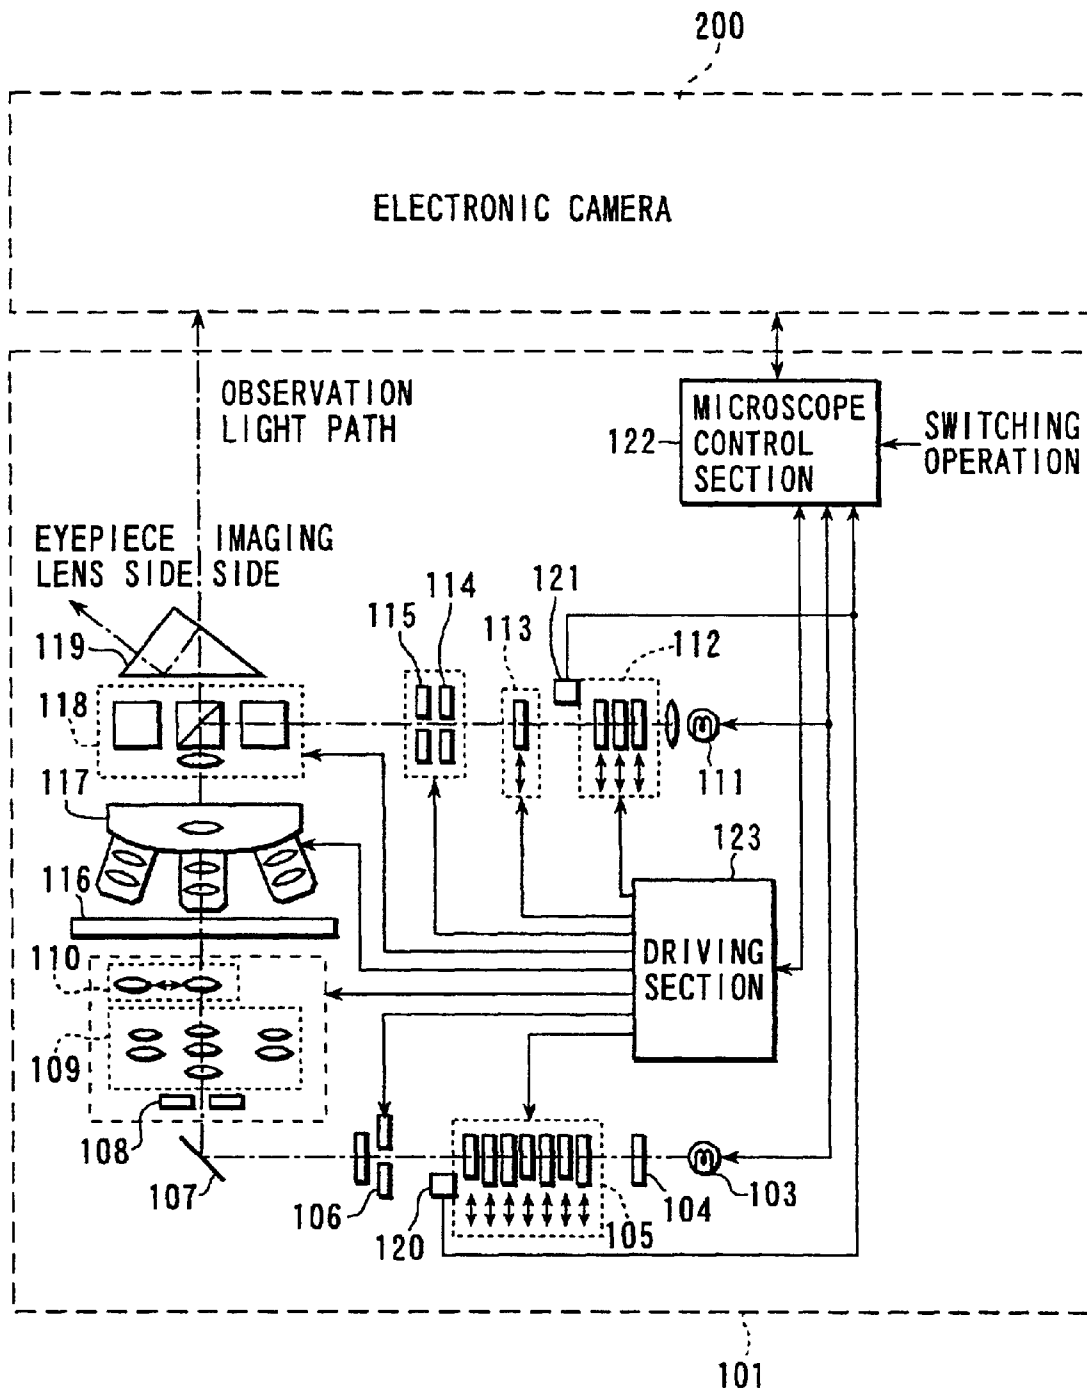 200
ELECTRONIC CAMERA
OBSERVATION
LIGHT PATH
MICROSCOPE
CONTROL
SECTION
122
SWITCHING
OPERATION
EYEPIECE IMAGING
LENS SIDE SIDE
121
114
115
113
112
119
118
111
117
123
116
DRIVING
SECTION
110
109
108
107
106
120
105
104
103
101